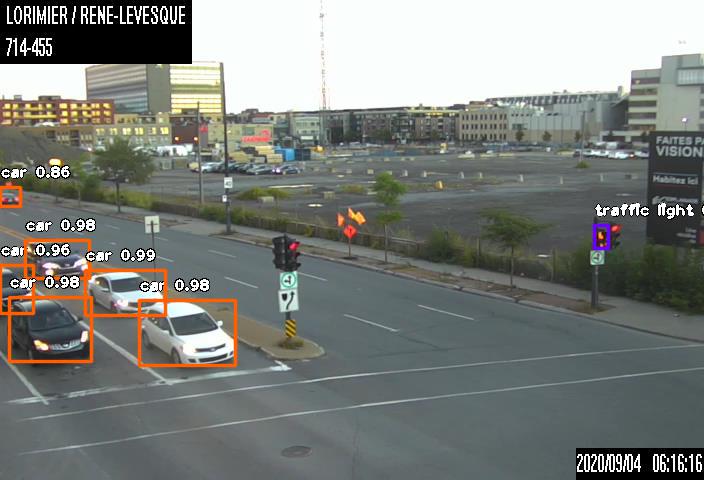 LORIMIER / RENE-LEVESQUE
714-455
car 0.86
car 0.98
car 0.96
car 0.99
car 0.98
car 0.98
traffic light
FAITES P
VISION
Habitez ici
2020/09/04 06:16:16